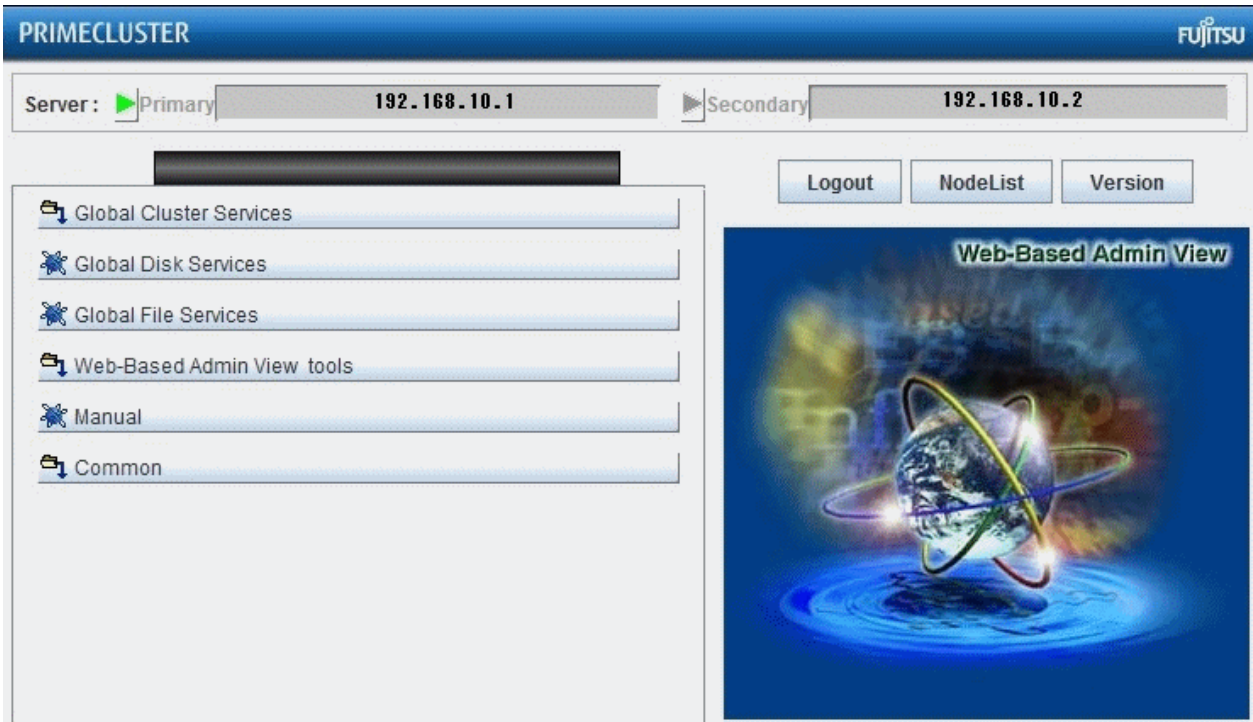 PRIMECLUSTER
FUJITSU
Server : Primary 192.168.10.1 Secondary 192.168.10.2
Logout NodeList Version
Global Cluster Services
Global Disk Services
Global File Services
Web-Based Admin View tools
Manual
Common
Web-Based Admin View